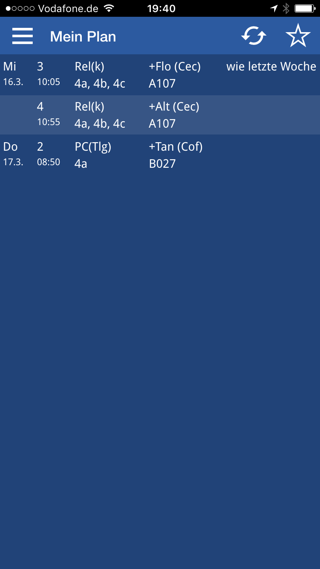 Vodafone.de 19:40
Mein Plan
Mi 3 Rel(k) +Flo (Cec) wie letzte Woche
16.3. 10:05 4a, 4b, 4c A107
4 Rel(k) +Alt (Cec)
10:55 4a, 4b, 4c A107
Do 2 PC(Tlg) +Tan (Cof)
17.3. 08:50 4a B027